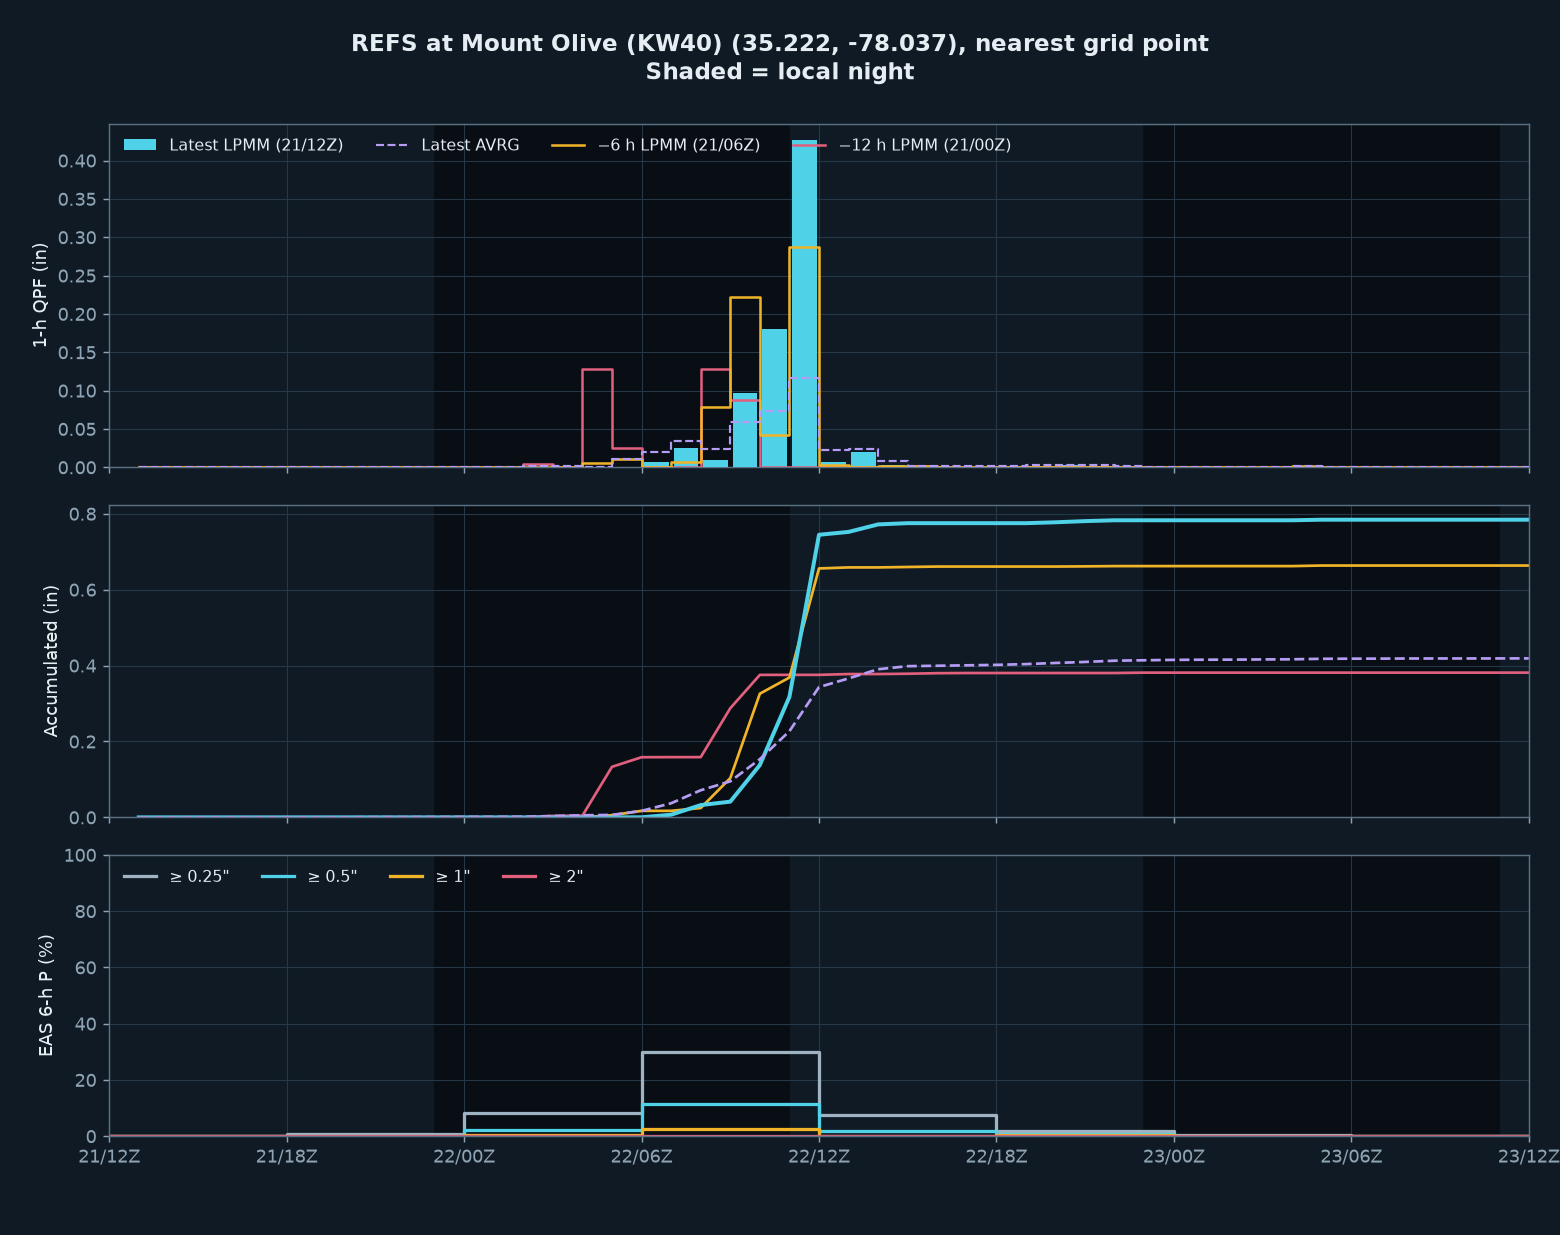 REFS at Mount Olive (KW40) (35.222, -78.037), nearest grid point
Shaded = local night
Latest LPMM (21/12Z)
Latest AVRG
−6 h LPMM (21/06Z)
−12 h LPMM (21/00Z)
1-h QPF (in)
0.40
0.35
0.30
0.25
0.20
0.15
0.10
0.05
0.00
Accumulated (in)
0.8
0.6
0.4
0.2
0.0
≥ 0.25"
≥ 0.5"
≥ 1"
≥ 2"
EAS 6-h P (%)
100
80
60
40
20
0
21/12Z
21/18Z
22/00Z
22/06Z
22/12Z
22/18Z
23/00Z
23/06Z
23/12Z